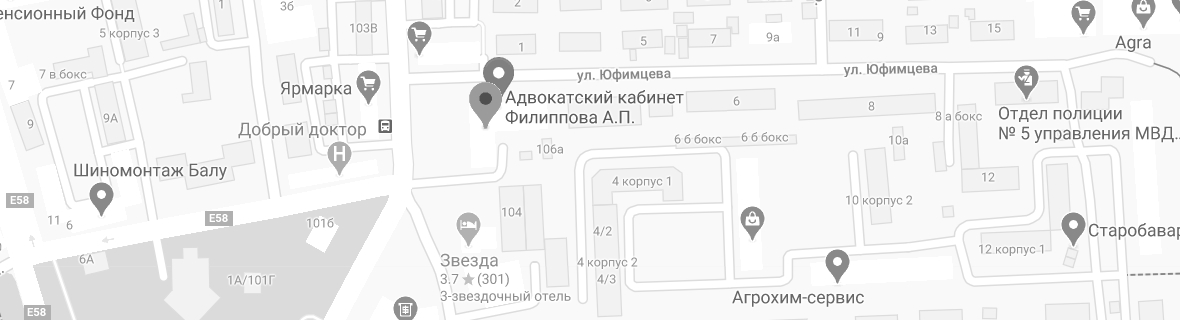 енсионный Фонд
5 корпус 3
103В
3б
1
5
7
9а
11
9
13
15
Agra
7 в бокс
7
Ярмарка
ул. Юфимцева
ул. Юфимцева
Адвокатский кабинет
Филиппова А.П.
6
8
8 а бокс
Отдел полиции
№ 5 управления МВД...
9
9А
Добрый доктор
106а
6 б бокс
6 б бокс
10а
Шиномонтаж Балу
4 корпус 1
12
10 корпус 2
E58
E58
11
6
101б
104
4/2
Старобавар
12 корпус 1
6А
1А/101Г
Звезда
3.7 ★ (301)
3-звездочный отель
4 корпус 2
4/3
Агрохим-сервис
E58